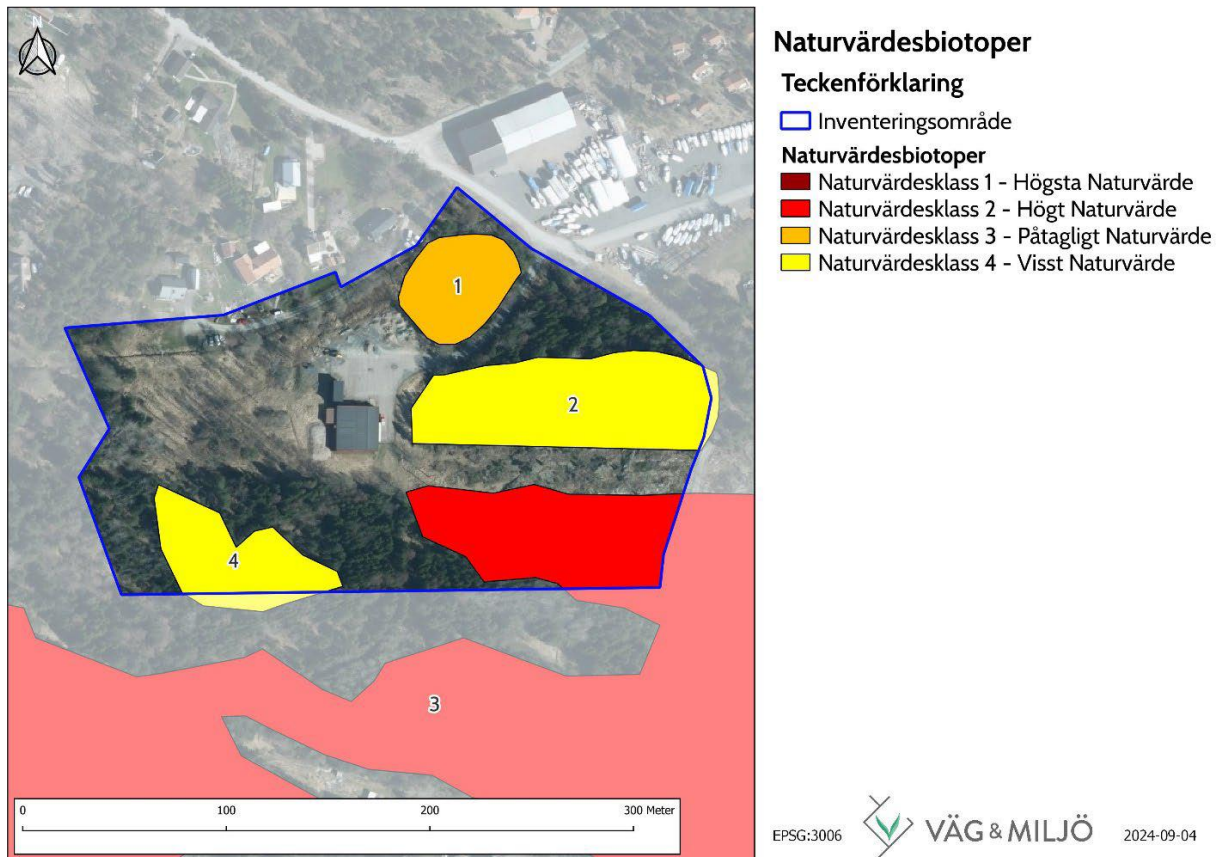 N
Naturvärdesbiotoper
Teckenförklaring
Inventeringsområde
Naturvärdesbiotoper
Naturvärdesklass 1 - Högsta Naturvärde
Naturvärdesklass 2 - Högt Naturvärde
Naturvärdesklass 3 - Påtagligt Naturvärde
Naturvärdesklass 4 - Visst Naturvärde
1
2
4
3
0 100 200 300 Meter
EPSG:3006 VÄG & MILJÖ 2024-09-04